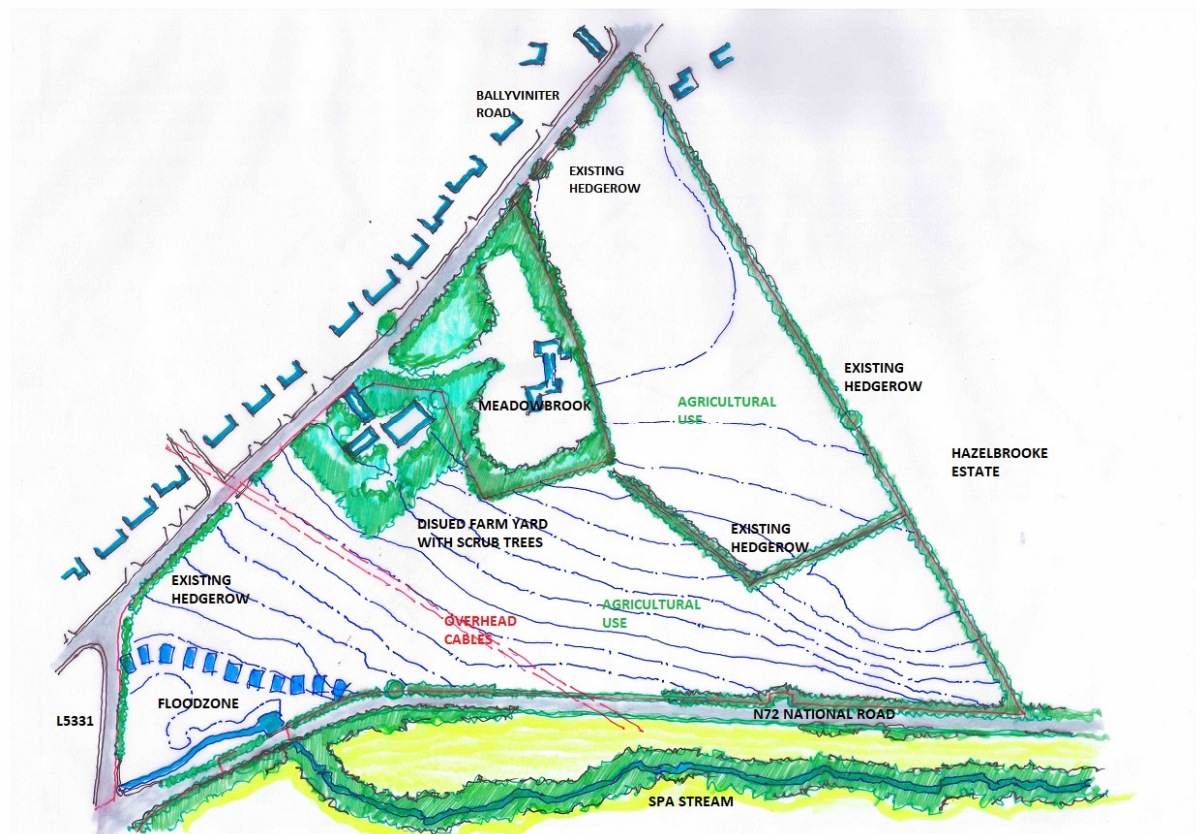 BALLYVINITER
ROAD
EXISTING
HEDGEROW
EXISTING
HEDGEROW
MEADOWBROOK
AGRICULTURAL
USE
HAZELBROOKE
ESTATE
DISUED FARM YARD
WITH SCRUB TREES
EXISTING
HEDGEROW
EXISTING
HEDGEROW
AGRICULTURAL
USE
OVERHEAD
CABLES
FLOODZONE
L5331
N72 NATIONAL ROAD
SPA STREAM